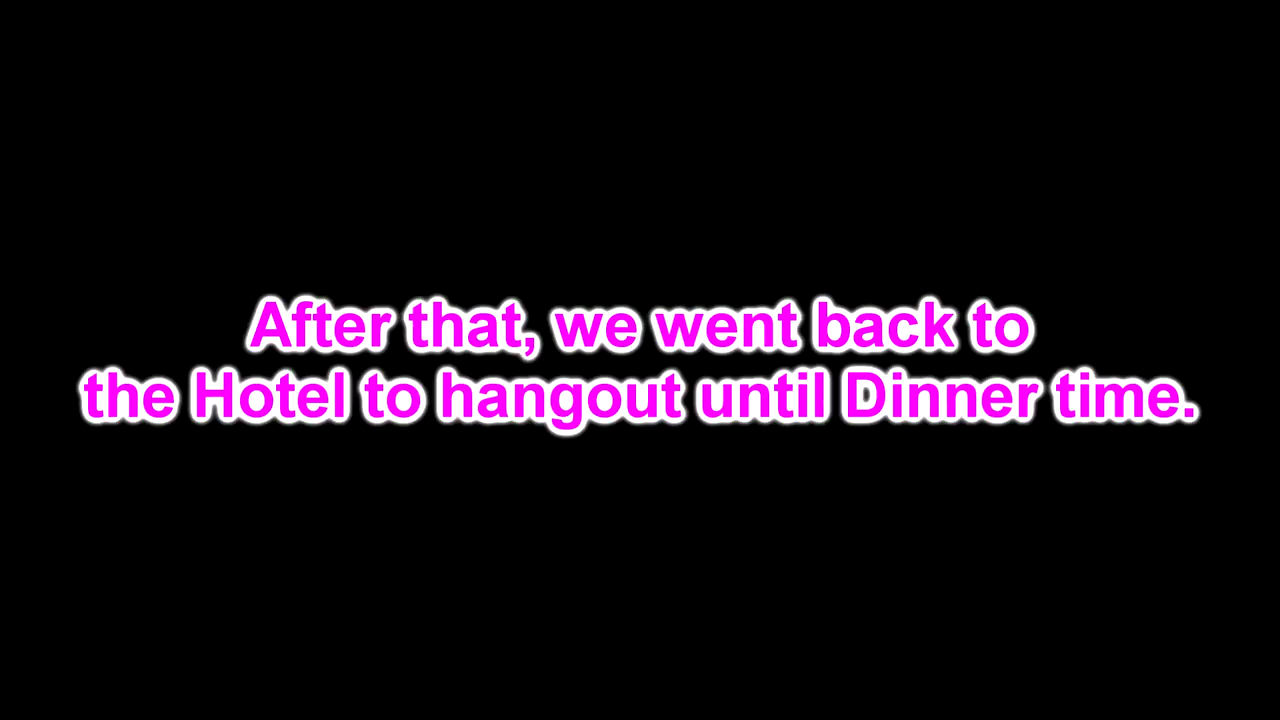 After that, we went back to
the Hotel to hangout until Dinner time.